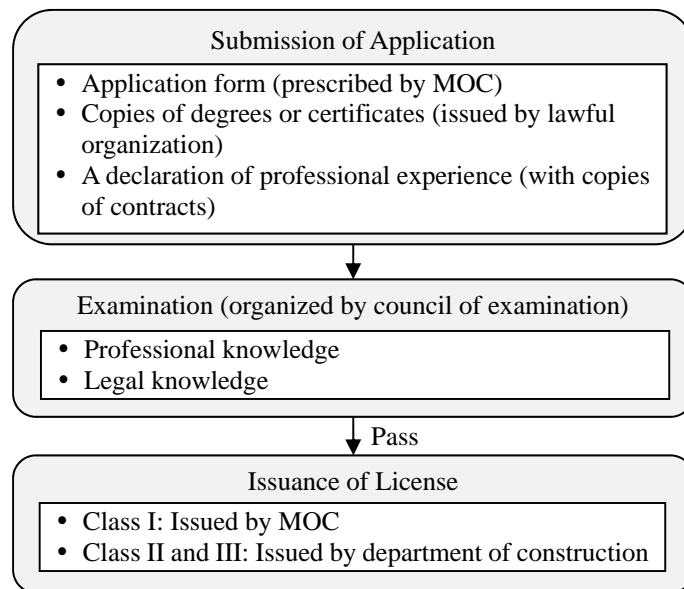 Submission of Application
• Application form (prescribed by MOC)
• Copies of degrees or certificates (issued by lawful
organization)
• A declaration of professional experience (with copies
of contracts)
Examination (organized by council of examination)
• Professional knowledge
• Legal knowledge
Pass
Issuance of License
• Class I: Issued by MOC
• Class II and III: Issued by department of construction